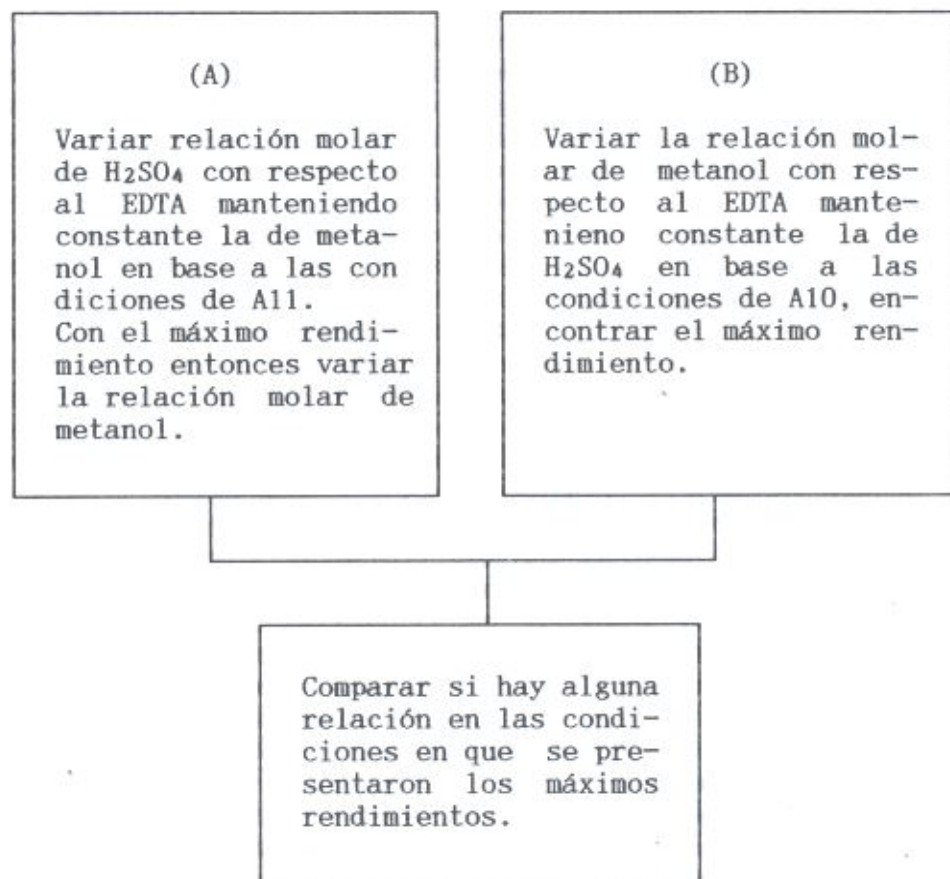 (A)
Variar relación molar
de H₂SO₄ con respecto
al EDTA manteniendo
constante la de meta-
nol en base a las con
diciones de A11.
Con el máximo rendi-
miento entonces variar
la relación molar de
metanol.
(B)
Variar la relación mol-
ar de metanol con res-
pecto al EDTA mante-
nieno constante la de
H₂SO₄ en base a las
condiciones de A10, en-
contrar el máximo ren-
dimiento.
Comparar si hay alguna
relación en las condi-
ciones en que se pre-
sentaron los máximos
rendimientos.